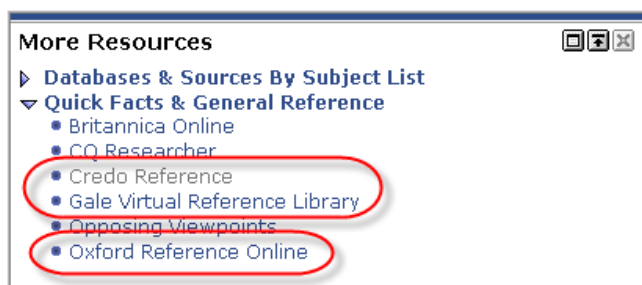 More Resources
Databases & Sources By Subject List
Quick Facts & General Reference
Britannica Online
CQ Researcher
Credo Reference
Gale Virtual Reference Library
Opposing Viewpoints
Oxford Reference Online